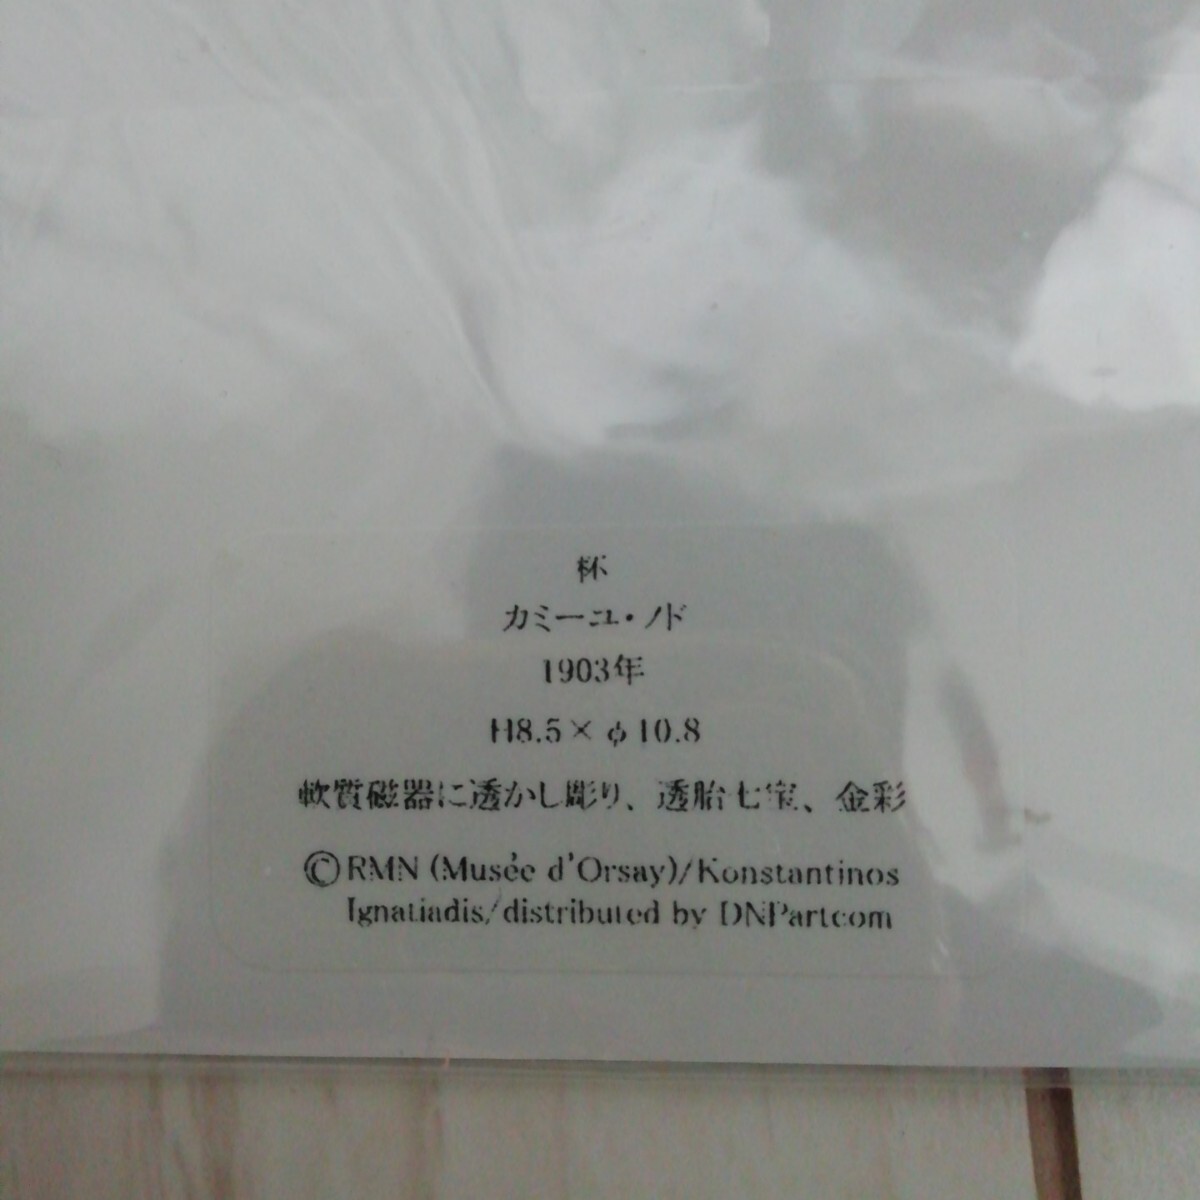 杯
カミーユ・ノド
1903年
H8.5×φ10.8
軟質磁器に透かし彫り、透胎七宝、金彩
©RMN (Musée d'Orsay)/Konstantinos
Ignatiadis/distributed by DNPartcom